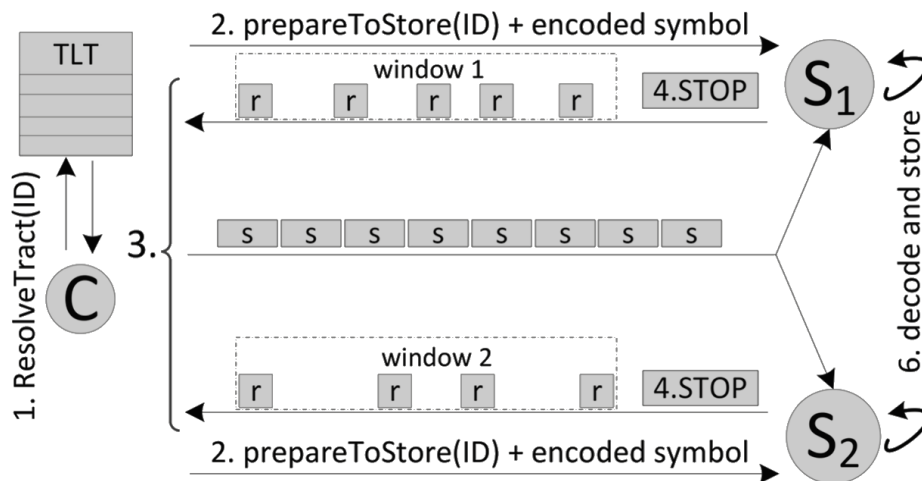 TLT
1. ResolveTract(ID)
C
2. prepareToStore(ID) + encoded symbol
window 1
r r r r r
4.STOP
S1
3.
s s s s s s s s
window 2
r r r r
4.STOP
S2
2. prepareToStore(ID) + encoded symbol
6. decode and store